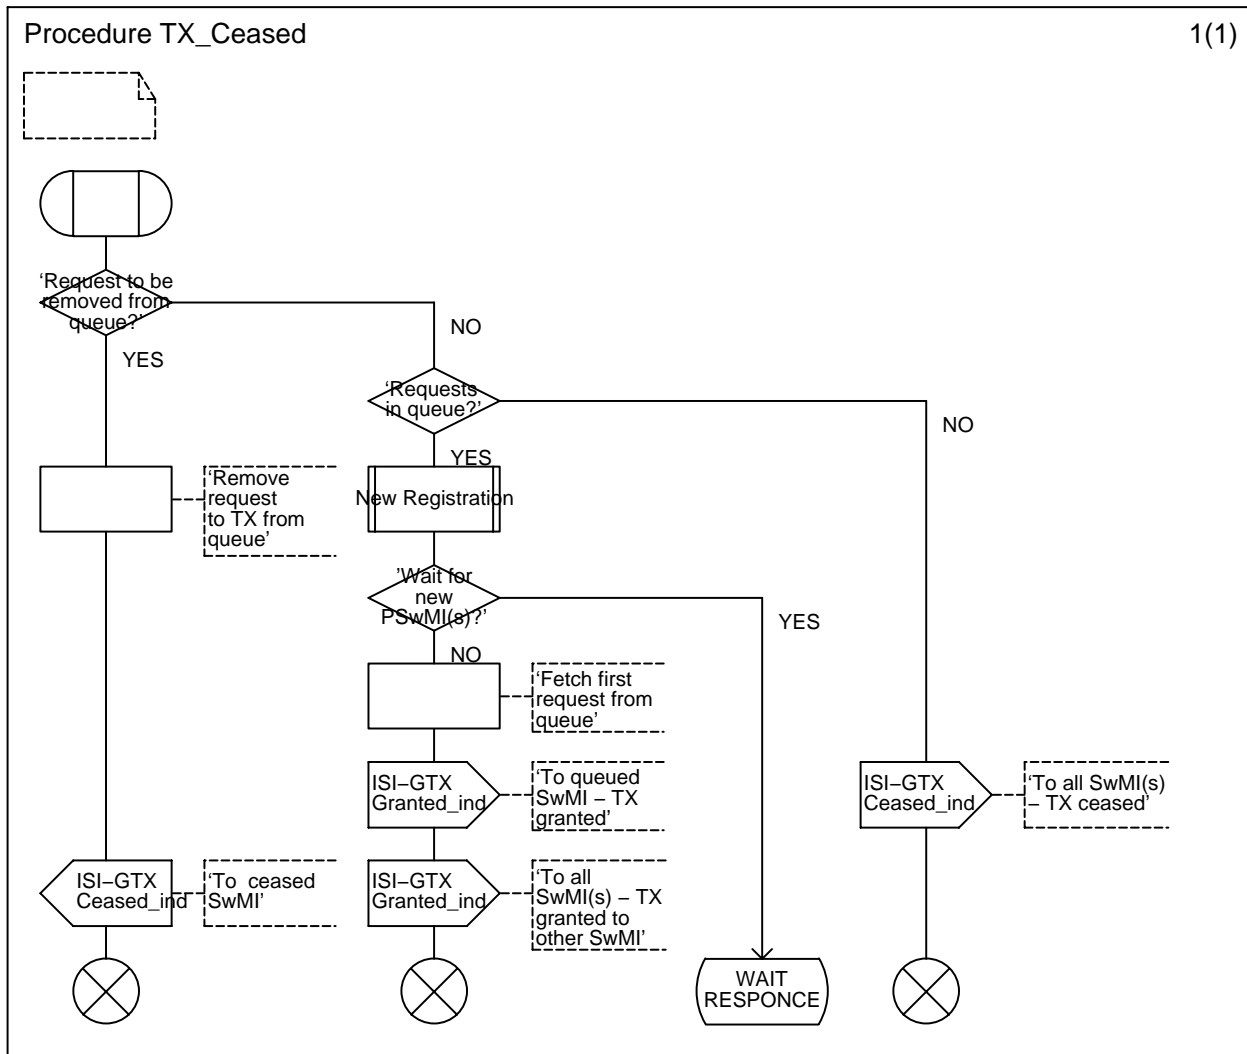 Procedure TX_Ceased
1(1)
‘Request to be
removed from
queue?’
NO
YES
‘Requests
in queue?’
NO
YES
‘Remove
request
to TX from
queue’
New Registration
’Wait for
new
PSwMI(s)?’
YES
NO
‘Fetch first
request from
queue’
ISI–GTX
Granted_ind
‘To queued
SwMI – TX
granted’
ISI–GTX
Ceased_ind
‘To all SwMI(s)
– TX ceased’
ISI–GTX
Ceased_ind
‘To  ceased
SwMI’
ISI–GTX
Granted_ind
‘To all
SwMI(s) – TX
granted to
other SwMI’
WAIT
RESPONCE